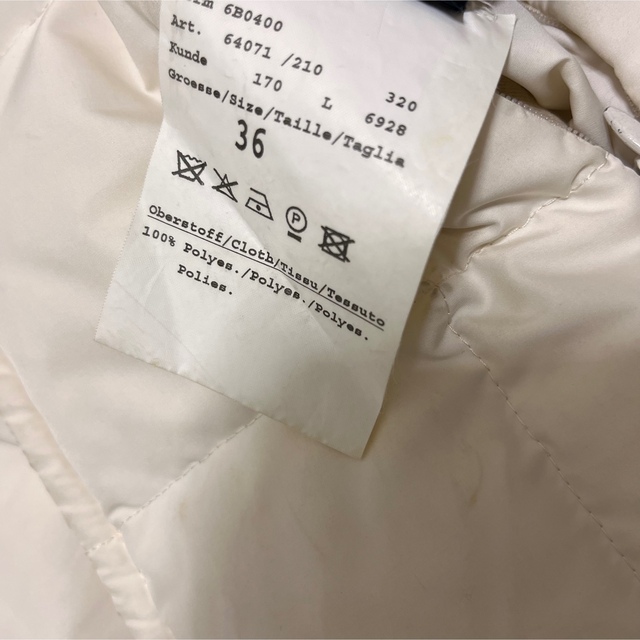 6B0400
Art. 64071 /210
Kunde 320
170 L 6928
Groesse/Size/Taille/Taglia
36
P
Oberstoff/Cloth/Tissu/Tessuto
100% Polyes./Polyes./Polyes.
Polies.